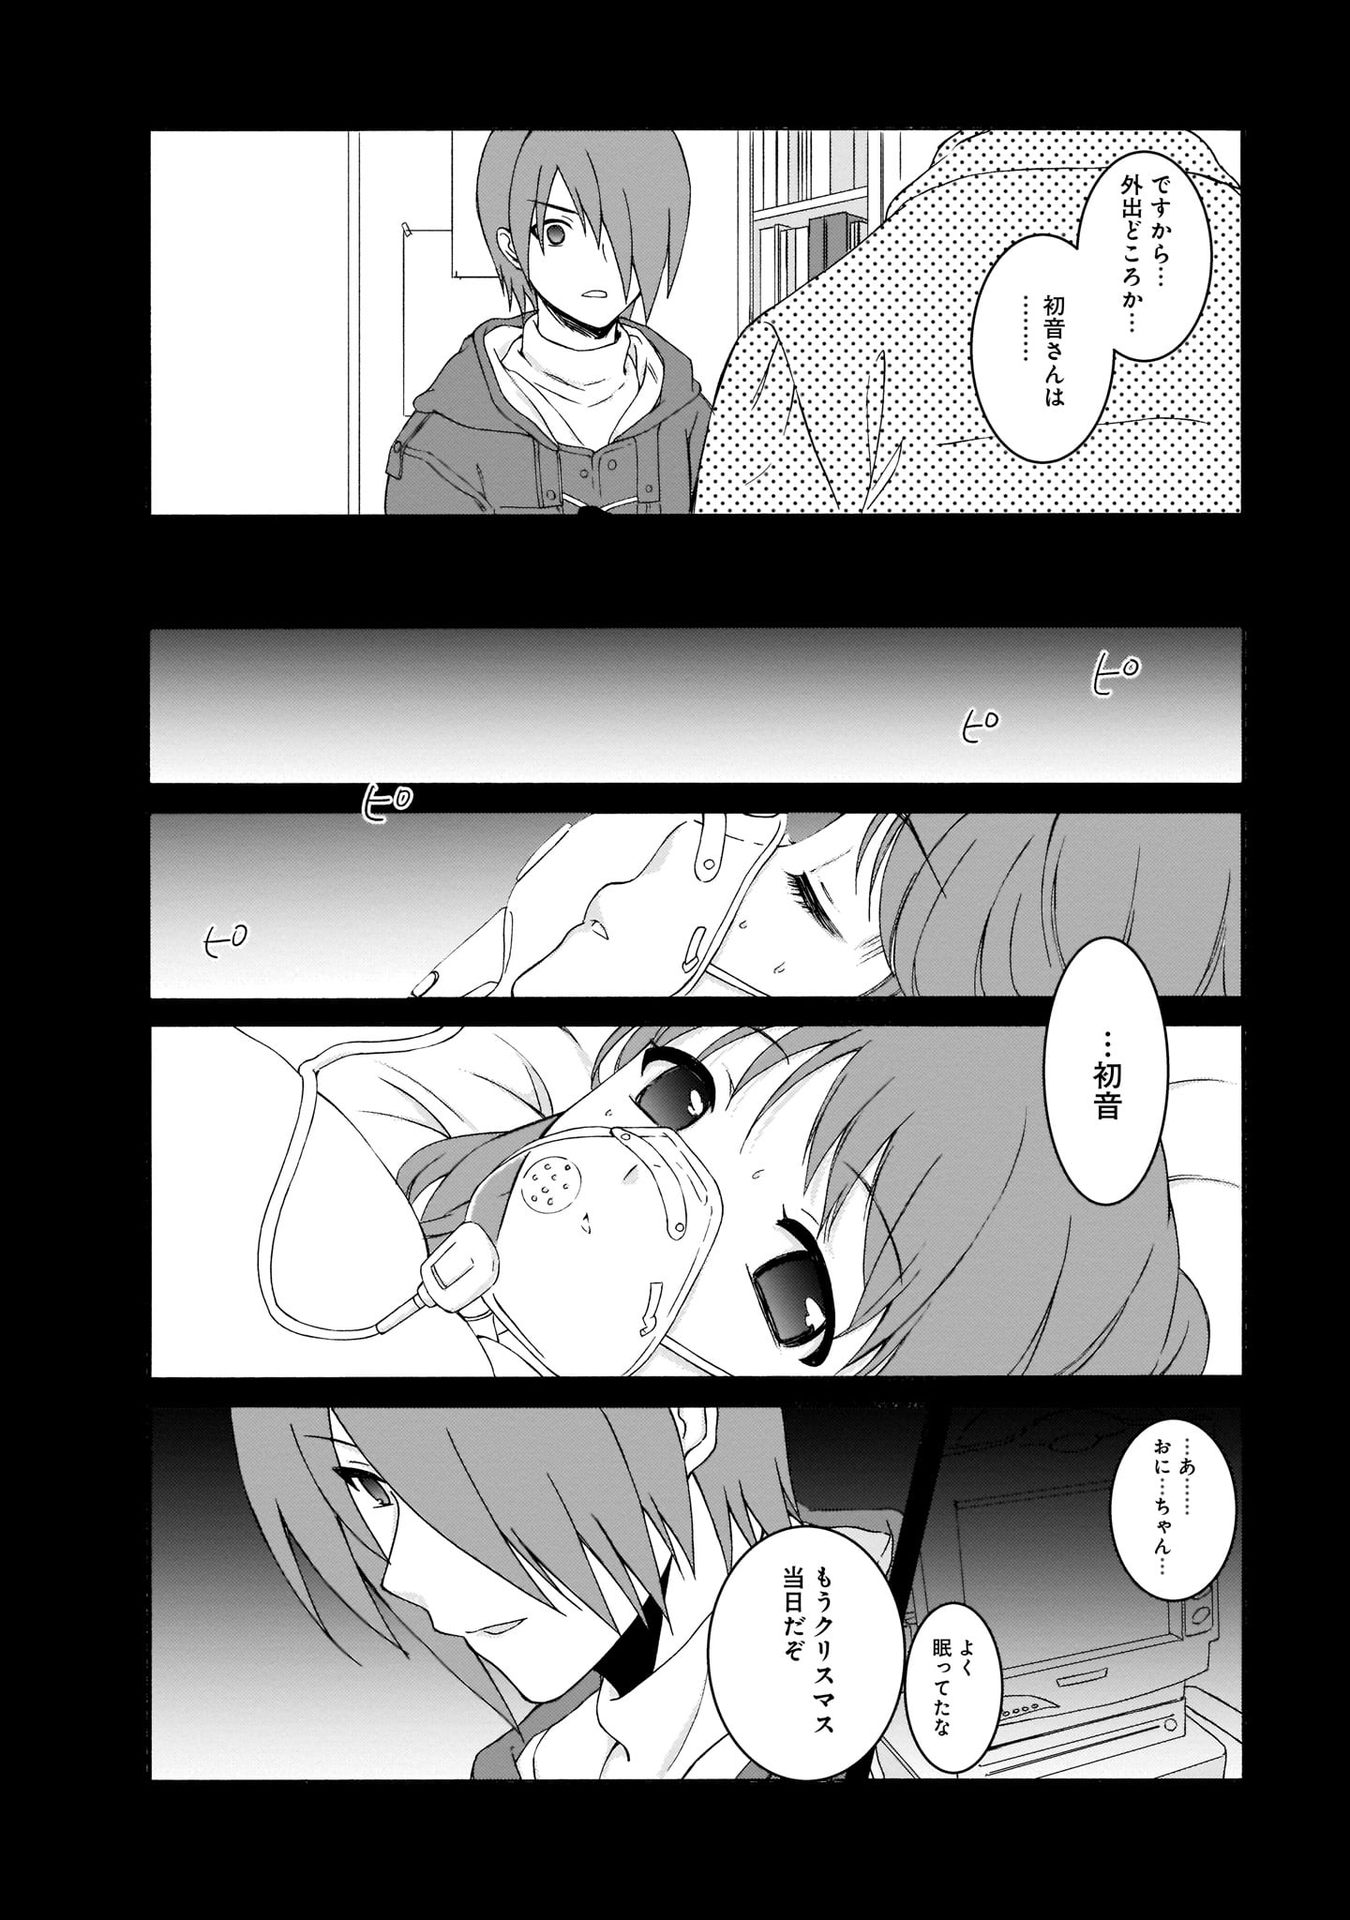 ですから…
外出どころか…
初音さんは
………
ピ
ピ
ピ
ピ
…初音
…あ……
おに…ちゃん…
よく
眠ってたな
もうクリスマス
当日だぞ